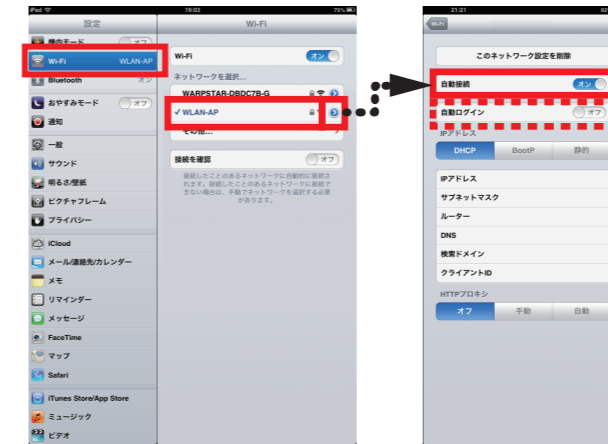 iPad
19:03
設定
Wi-Fi
Wi-Fi
WLAN-AP
Bluetooth
オフ
おやすみモード
オフ
通知
一般
サウンド
明るさ/壁紙
ピクチャフレーム
プライバシー
iCloud
メール/連絡先/カレンダー
メモ
リマインダー
メッセージ
FaceTime
マップ
Safari
iTunes Store/App Store
ミュージック
ビデオ
Wi-Fi
オン
ネットワークを選択...
WARPSTAR-DBDC7B-G
✓WLAN-AP
その他...
接続を確認
オフ
接続したことのあるネットワークに自動的に接続さ
れます。接続したことのあるネットワークに接続で
きない場合は、手動でネットワークを選択する必要
があります。
21:21
Wi-Fi
このネットワーク設定を削除
自動接続
オン
自動ログイン
オフ
IPアドレス
DHCP
BootP
静的
IPアドレス
サブネットマスク
ルーター
DNS
検索ドメイン
クライアントID
HTTPプロキシ
オフ
手動
自動